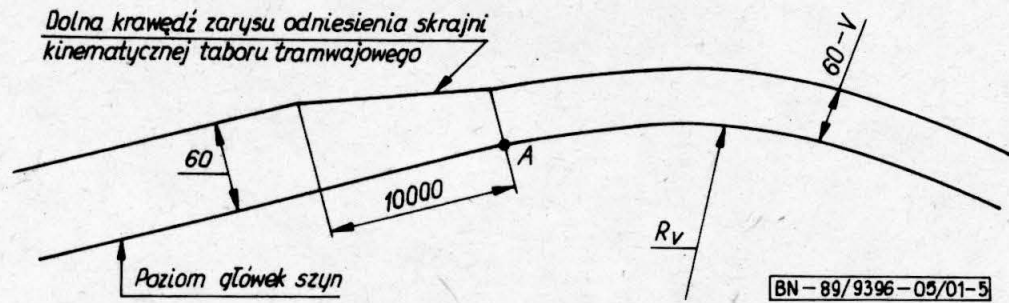 Dolna krawędź zarysu odniesienia skrajni
kinematycznej taboru tramwajowego
60-V
60
A
10000
Rv
Poziom główek szyn
BN-89/9396-05/01-5